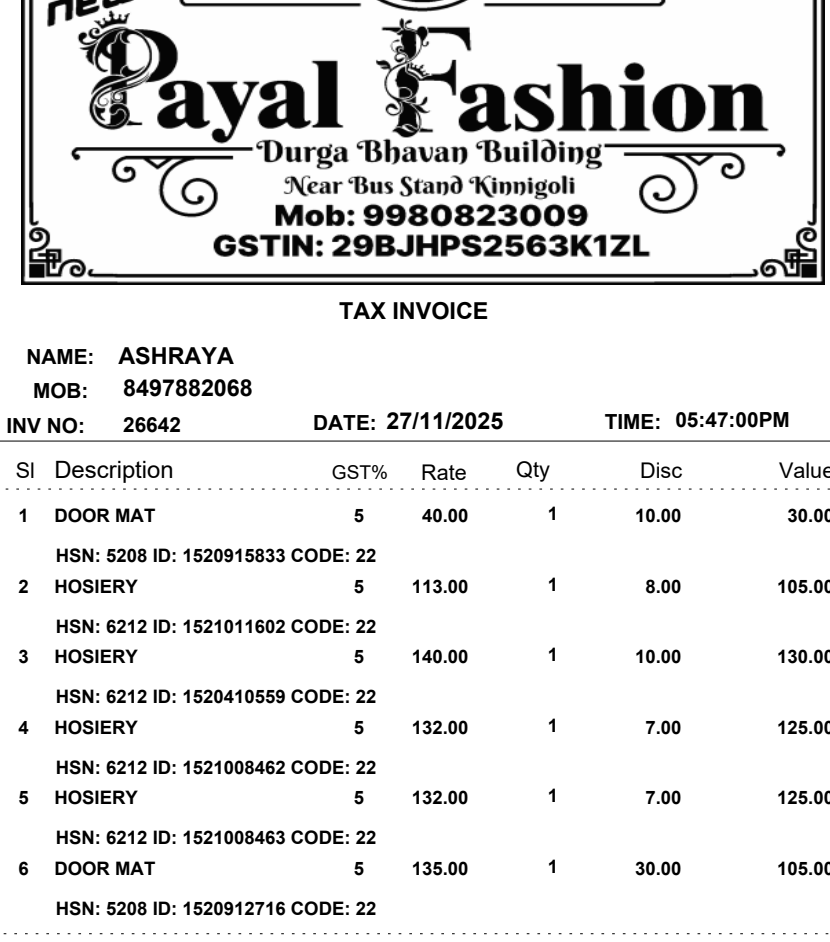 new
Payal Fashion
Durga Bhavan Building
Near Bus Stand Kinnigoli
Mob: 9980823009
GSTIN: 29BJHPS2563K1ZL
TAX INVOICE
NAME: ASHRAYA
MOB: 8497882068
INV NO: 26642 DATE: 27/11/2025 TIME: 05:47:00PM
Sl Description GST% Rate Qty Disc Value
1 DOOR MAT 5 40.00 1 10.00 30.00
HSN: 5208 ID: 1520915833 CODE: 22
2 HOSIERY 5 113.00 1 8.00 105.00
HSN: 6212 ID: 1521011602 CODE: 22
3 HOSIERY 5 140.00 1 10.00 130.00
HSN: 6212 ID: 1520410559 CODE: 22
4 HOSIERY 5 132.00 1 7.00 125.00
HSN: 6212 ID: 1521008462 CODE: 22
5 HOSIERY 5 132.00 1 7.00 125.00
HSN: 6212 ID: 1521008463 CODE: 22
6 DOOR MAT 5 135.00 1 30.00 105.00
HSN: 5208 ID: 1520912716 CODE: 22